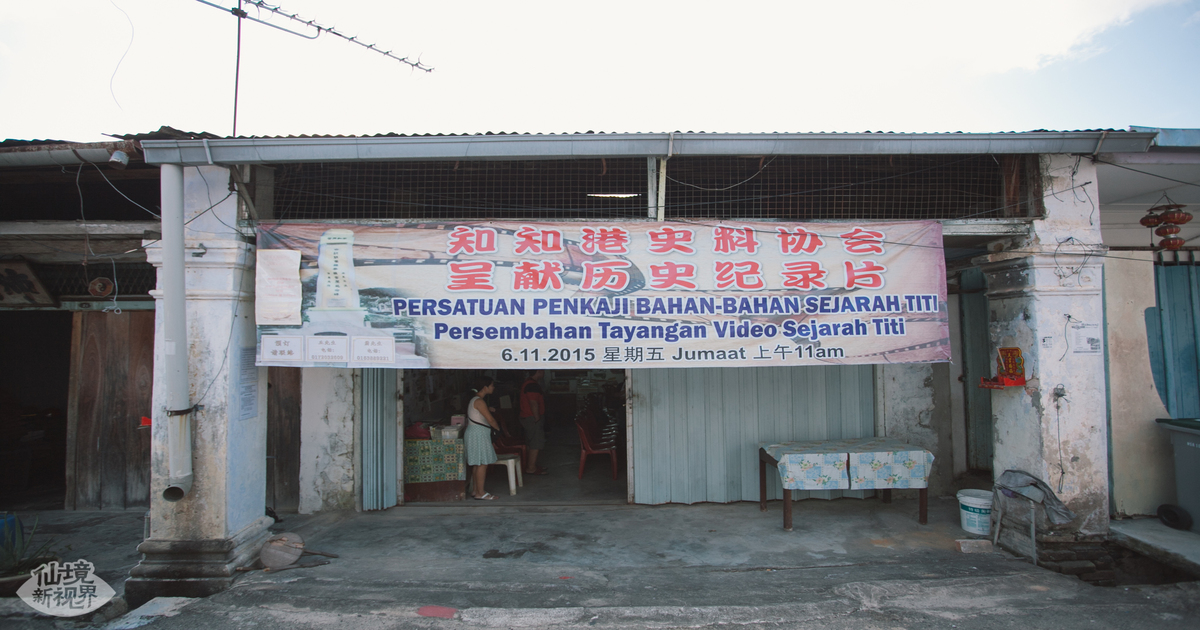 知知港史料协会
呈献历史纪录片
PERSATUAN PENKAJI BAHAN-BAHAN SEJARAH TITI
Persembahan Tayangan Video Sejarah Titi
6.11.2015 星期五 Jumaat 上午11am
仙境
新视界